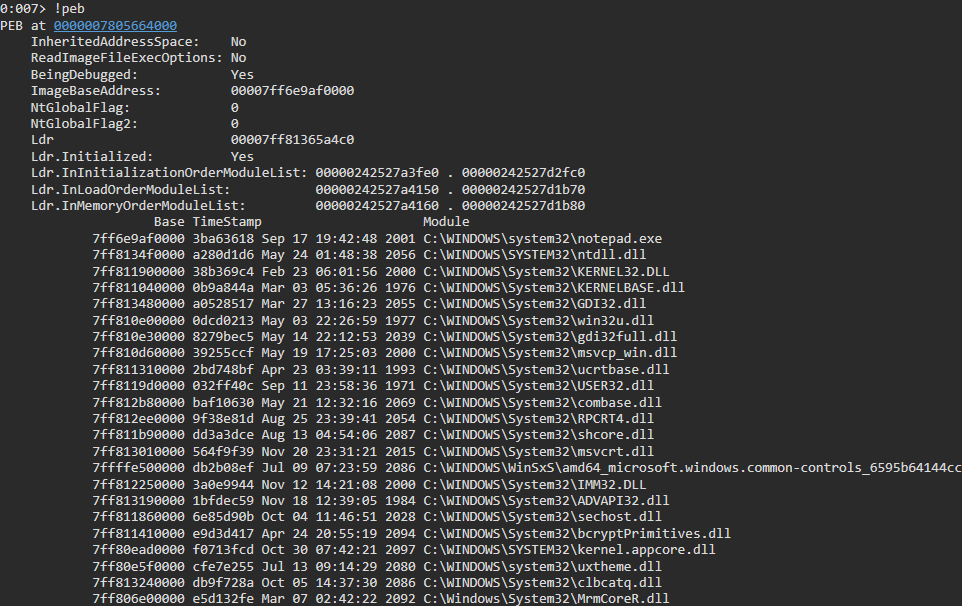 0:007> !peb
PEB at 0000007805664000
    InheritedAddressSpace:    No
    ReadImageFileExecOptions: No
    BeingDebugged:            Yes
    ImageBaseAddress:         00007ff6e9af0000
    NtGlobalFlag:             0
    NtGlobalFlag2:            0
    Ldr                       00007ff81365a4c0
    Ldr.Initialized:          Yes
    Ldr.InInitializationOrderModuleList: 00000242527a3fe0 . 00000242527d2fc0
    Ldr.InLoadOrderModuleList:           00000242527a4150 . 00000242527d1b70
    Ldr.InMemoryOrderModuleList:         00000242527a4160 . 00000242527d1b80
                    Base TimeStamp                     Module
            7ff6e9af0000 3ba63618 Sep 17 19:42:48 2001 C:\WINDOWS\system32\notepad.exe
            7ff8134f0000 a280d1d6 May 24 01:48:38 2056 C:\WINDOWS\SYSTEM32\ntdll.dll
            7ff811900000 38b369c4 Feb 23 06:01:56 2000 C:\WINDOWS\System32\KERNEL32.DLL
            7ff811040000 0b9a844a Mar 03 05:36:26 1976 C:\WINDOWS\System32\KERNELBASE.dll
            7ff813480000 a0528517 Mar 27 13:16:23 2055 C:\WINDOWS\System32\GDI32.dll
            7ff810e00000 0dcd0213 May 03 22:26:59 1977 C:\WINDOWS\System32\win32u.dll
            7ff810e30000 8279bec5 May 14 22:12:53 2039 C:\WINDOWS\System32\gdi32full.dll
            7ff810d60000 39255ccf May 19 17:25:03 2000 C:\WINDOWS\System32\msvcp_win.dll
            7ff811310000 2bd748bf Apr 23 03:39:11 1993 C:\WINDOWS\System32\ucrtbase.dll
            7ff8119d0000 032ff40c Sep 11 23:58:36 1971 C:\WINDOWS\System32\USER32.dll
            7ff812b80000 baf10630 May 21 12:32:16 2069 C:\WINDOWS\System32\combase.dll
            7ff812ee0000 9f38e81d Aug 25 23:39:41 2054 C:\WINDOWS\System32\RPCRT4.dll
            7ff811b90000 dd3a3dce Aug 13 04:54:06 2087 C:\WINDOWS\System32\shcore.dll
            7ff813010000 564f9f39 Nov 20 23:31:21 2015 C:\WINDOWS\System32\msvcrt.dll
            7ffffe500000 db2b08ef Jul 09 07:23:59 2086 C:\WINDOWS\WinSxS\amd64_microsoft.windows.common-controls_6595b64144cc
            7ff812250000 3a0e9944 Nov 12 14:21:08 2000 C:\WINDOWS\System32\IMM32.DLL
            7ff813190000 1bfdec59 Nov 18 12:39:05 1984 C:\WINDOWS\System32\ADVAPI32.dll
            7ff811860000 6e85d90b Oct 04 11:46:51 2028 C:\WINDOWS\System32\sechost.dll
            7ff811410000 e9d3d417 Apr 24 20:55:19 2094 C:\WINDOWS\System32\bcryptPrimitives.dll
            7ff80ead0000 f0713fcd Oct 30 07:42:21 2097 C:\WINDOWS\SYSTEM32\kernel.appcore.dll
            7ff80e5f0000 cfe7e255 Jul 13 09:14:29 2080 C:\WINDOWS\system32\uxtheme.dll
            7ff813240000 db9f728a Oct 05 14:37:30 2086 C:\WINDOWS\System32\clbcatq.dll
            7ff806e00000 e5d132fe Mar 07 02:42:22 2092 C:\Windows\System32\MrmCoreR.dll